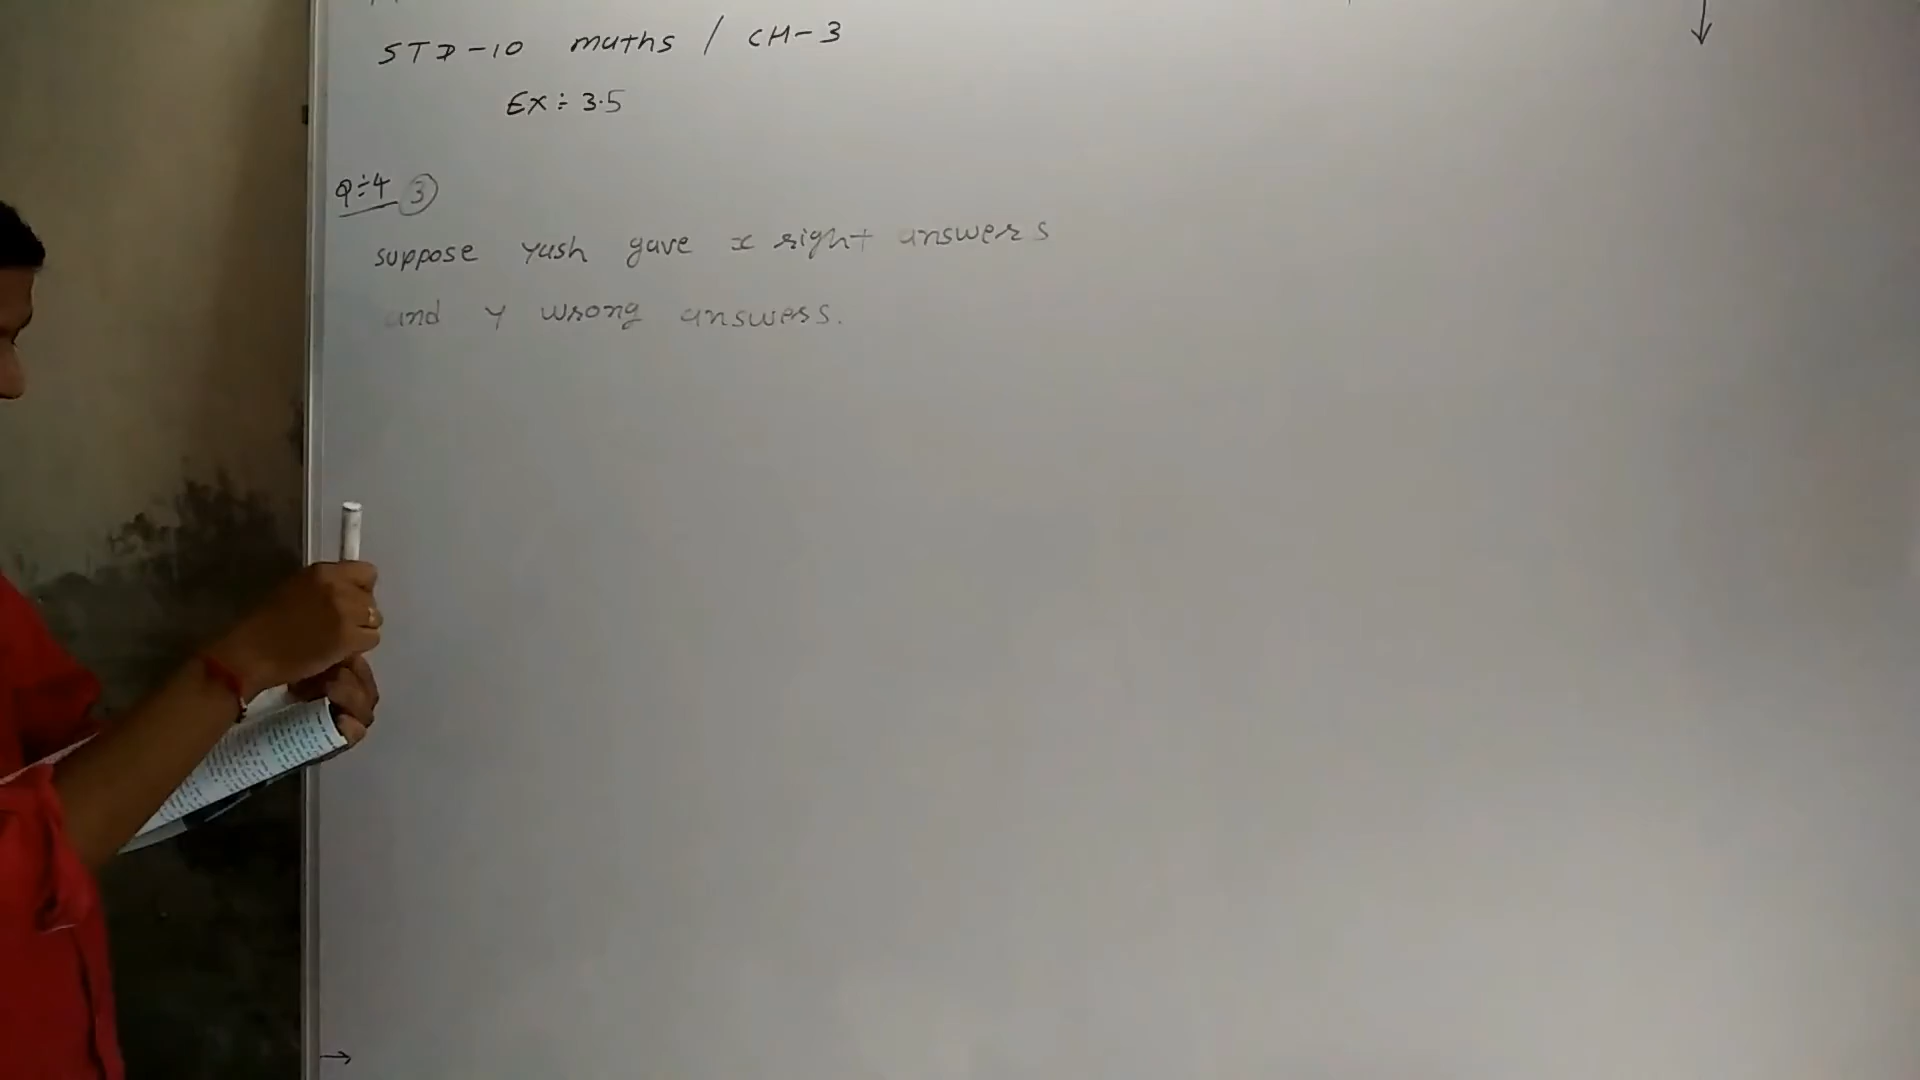 STD-10 maths / CH-3
Ex÷ 3.5
Q÷4 3
suppose Yash gave x right answers
and y wrong answers.